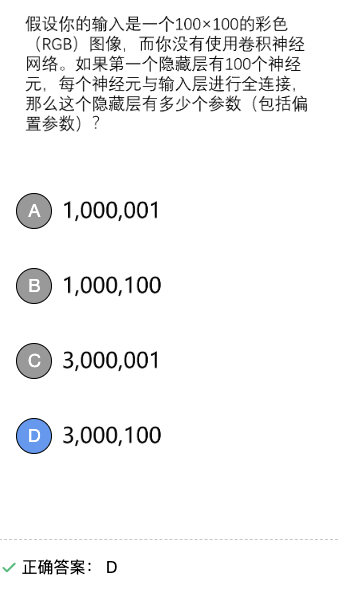 假设你的输入是一个100×100的彩色
（RGB）图像，而你没有使用卷积神经
网络。如果第一个隐藏层有100个神经
元，每个神经元与输入层进行全连接，
那么这个隐藏层有多少个参数（包括偏
置参数）？
A 1,000,001
B 1,000,100
C 3,000,001
D 3,000,100
正确答案： D